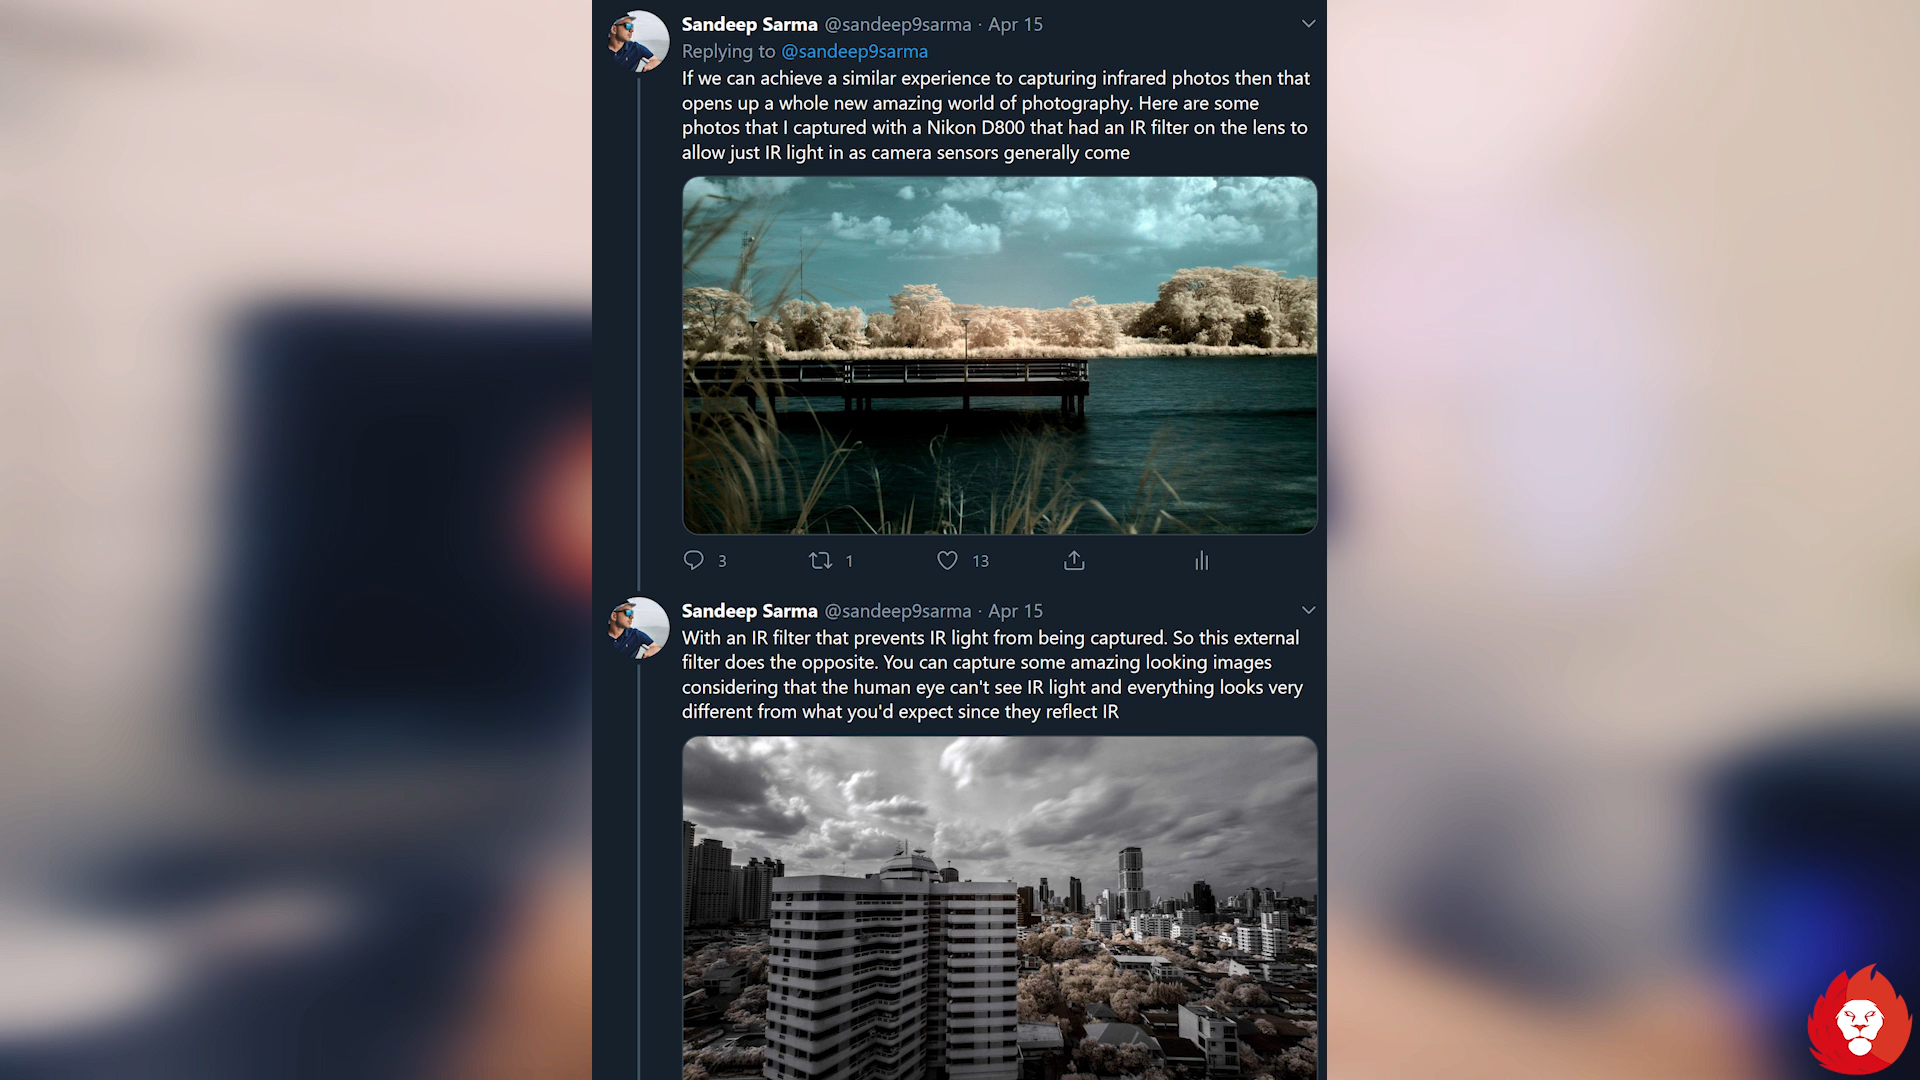 Sandeep Sarma @sandeep9sarma · Apr 15
Replying to @sandeep9sarma
If we can achieve a similar experience to capturing infrared photos then that
opens up a whole new amazing world of photography. Here are some
photos that I captured with a Nikon D800 that had an IR filter on the lens to
allow just IR light in as camera sensors generally come
3 1 13
Sandeep Sarma @sandeep9sarma · Apr 15
With an IR filter that prevents IR light from being captured. So this external
filter does the opposite. You can capture some amazing looking images
considering that the human eye can't see IR light and everything looks very
different from what you'd expect since they reflect IR